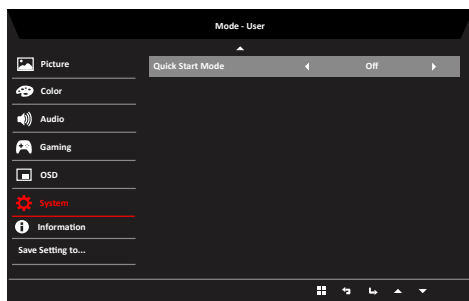 Mode - User
Picture
Quick Start Mode Off
Color
Audio
Gaming
OSD
System
Information
Save Setting to...